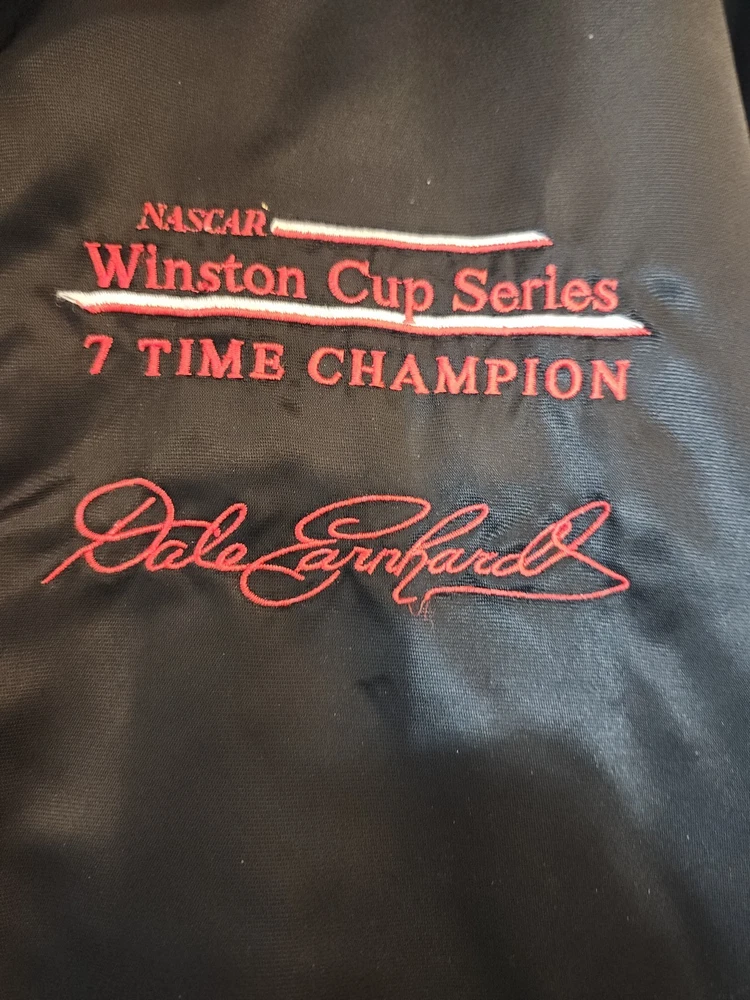 NASCAR
Winston Cup Series
7 TIME CHAMPION
Dale Earnhardt